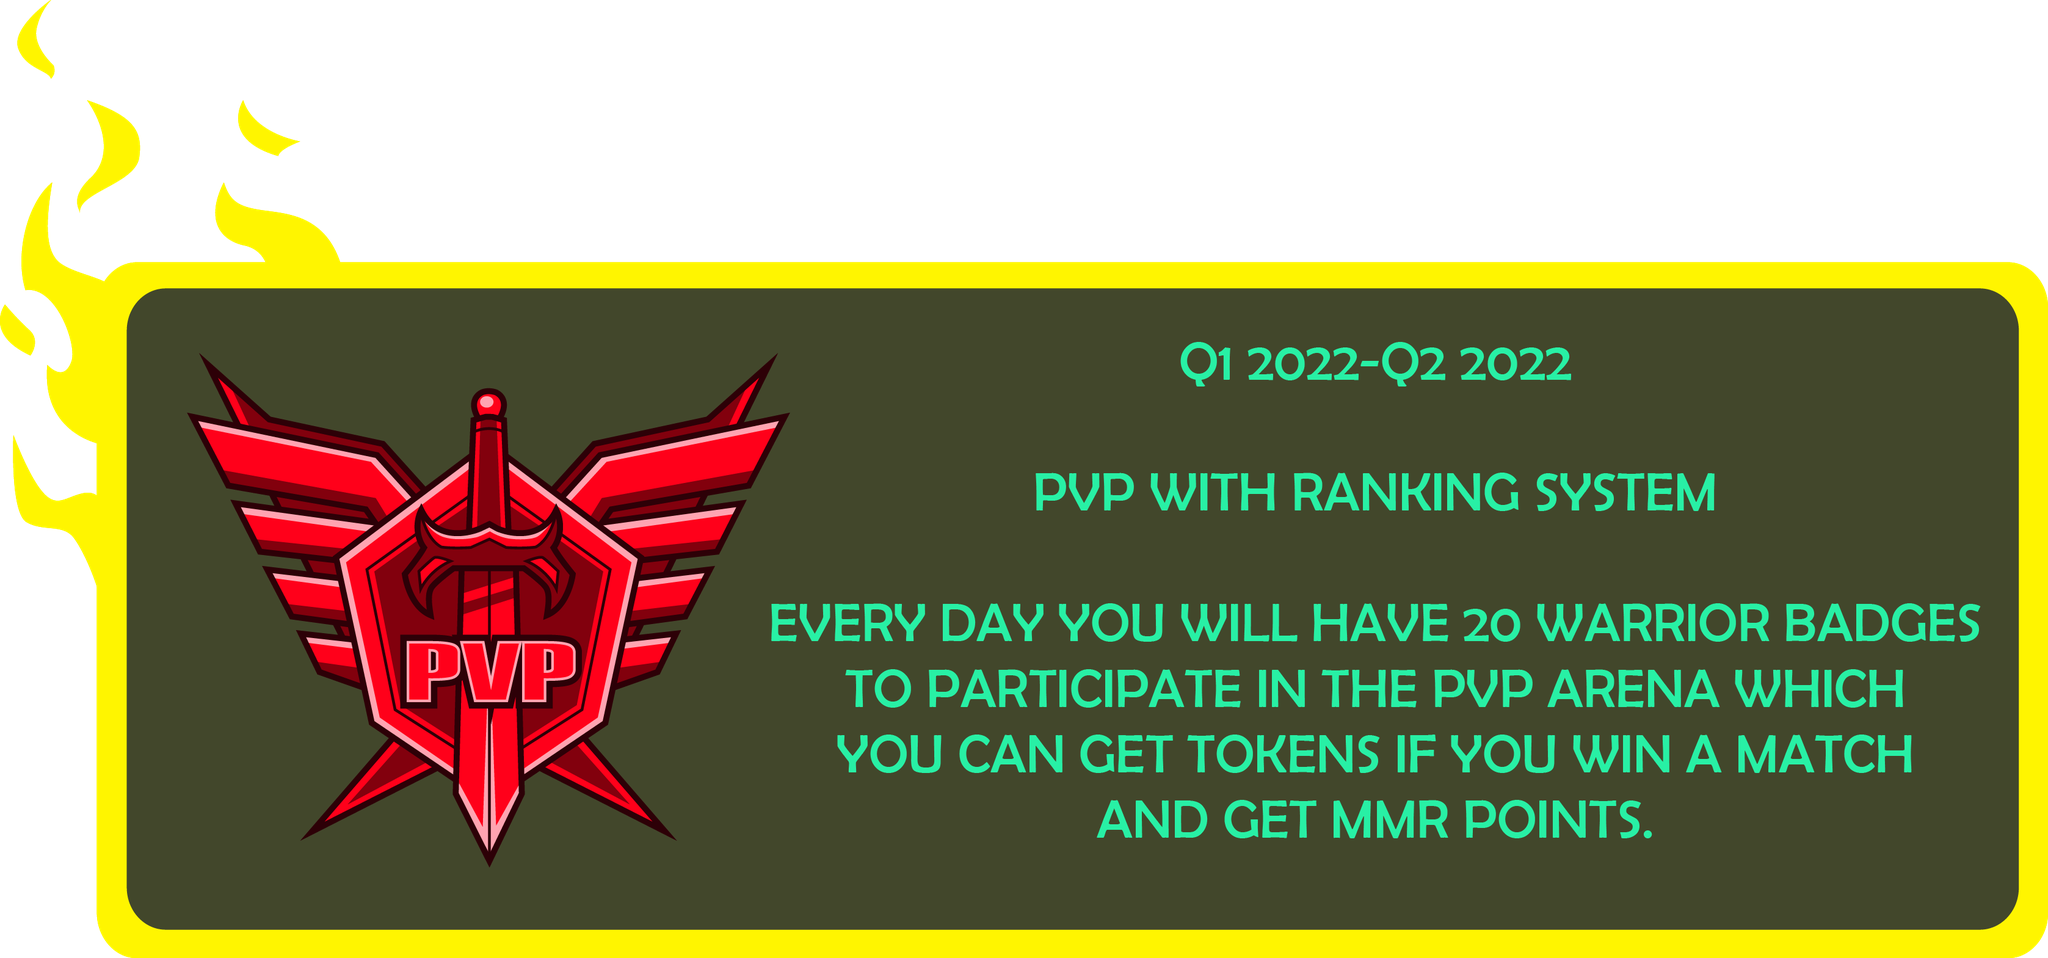 Q1 2022-Q2 2022
PVP WITH RANKING SYSTEM
EVERY DAY YOU WILL HAVE 20 WARRIOR BADGES
TO PARTICIPATE IN THE PVP ARENA WHICH
YOU CAN GET TOKENS IF YOU WIN A MATCH
AND GET MMR POINTS.
PVP